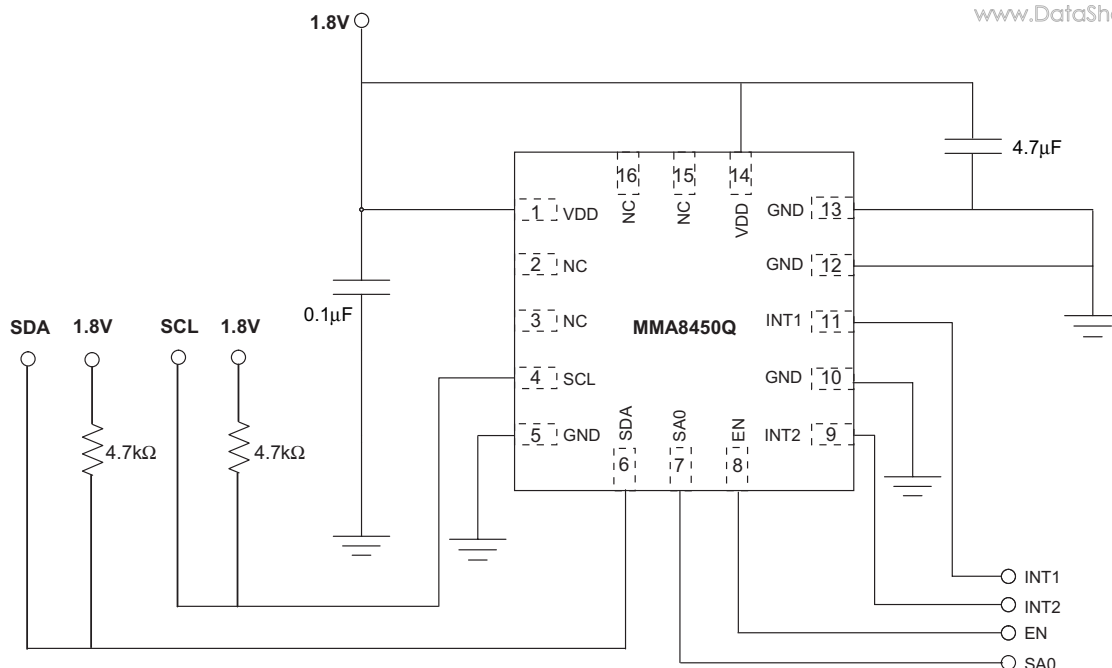 www.DataShe
1.8V
4.7µF
16 15 14
NC NC VDD
1 VDD
2 NC
3 NC
4 SCL
5 GND
GND 13
GND 12
INT1 11
GND 10
INT2 9
MMA8450Q
SDA SA0 EN
6 7 8
0.1µF
SDA 1.8V SCL 1.8V
4.7kΩ 4.7kΩ
INT1
INT2
EN
SA0